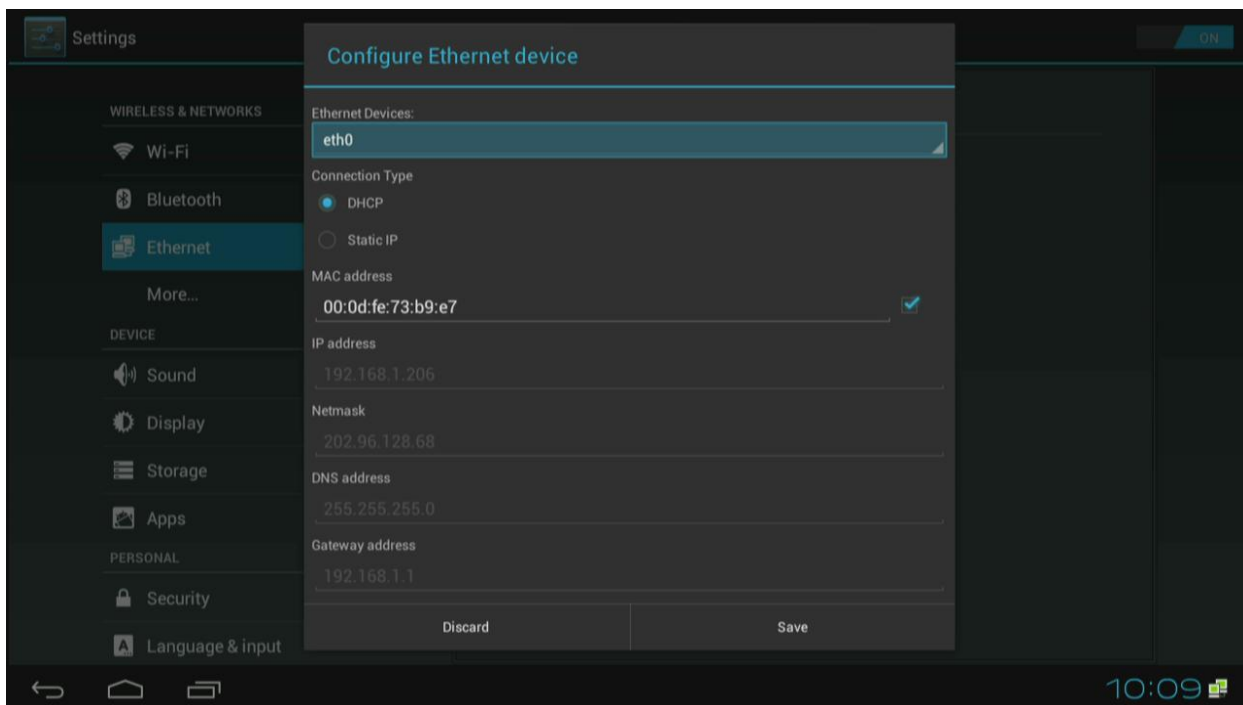 Settings
ON
Configure Ethernet device
WIRELESS & NETWORKS
Wi-Fi
Bluetooth
Ethernet
More...
DEVICE
Sound
Display
Storage
Apps
PERSONAL
Security
Language & input
Ethernet Devices:
eth0
Connection Type
DHCP
Static IP
MAC address
00:0d:fe:73:b9:e7
IP address
192.168.1.206
Netmask
202.96.128.68
DNS address
255.255.255.0
Gateway address
192.168.1.1
Discard
Save
10:09